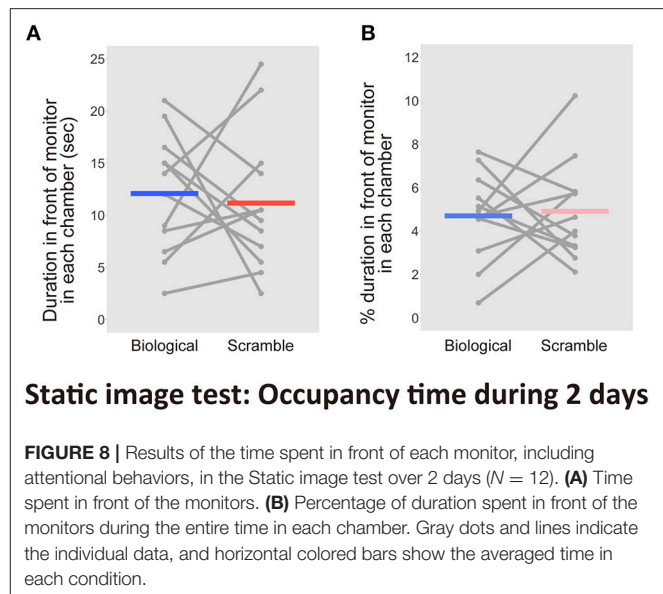 A
Duration in front of monitor
in each chamber (sec)
25
20
15
10
5
0
Biological
Scramble
B
% duration in front of monitor
in each chamber
12
10
8
6
4
2
0
Biological
Scramble
Static image test: Occupancy time during 2 days
FIGURE 8 | Results of the time spent in front of each monitor, including
attentional behaviors, in the Static image test over 2 days (N = 12). (A) Time
spent in front of the monitors. (B) Percentage of duration spent in front of the
monitors during the entire time in each chamber. Gray dots and lines indicate
the individual data, and horizontal colored bars show the averaged time in
each condition.